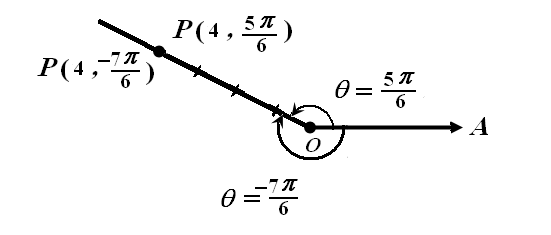 P(4, 5π/6)
P(4, -7π/6)
θ = 5π/6
A
O
θ = -7π/6